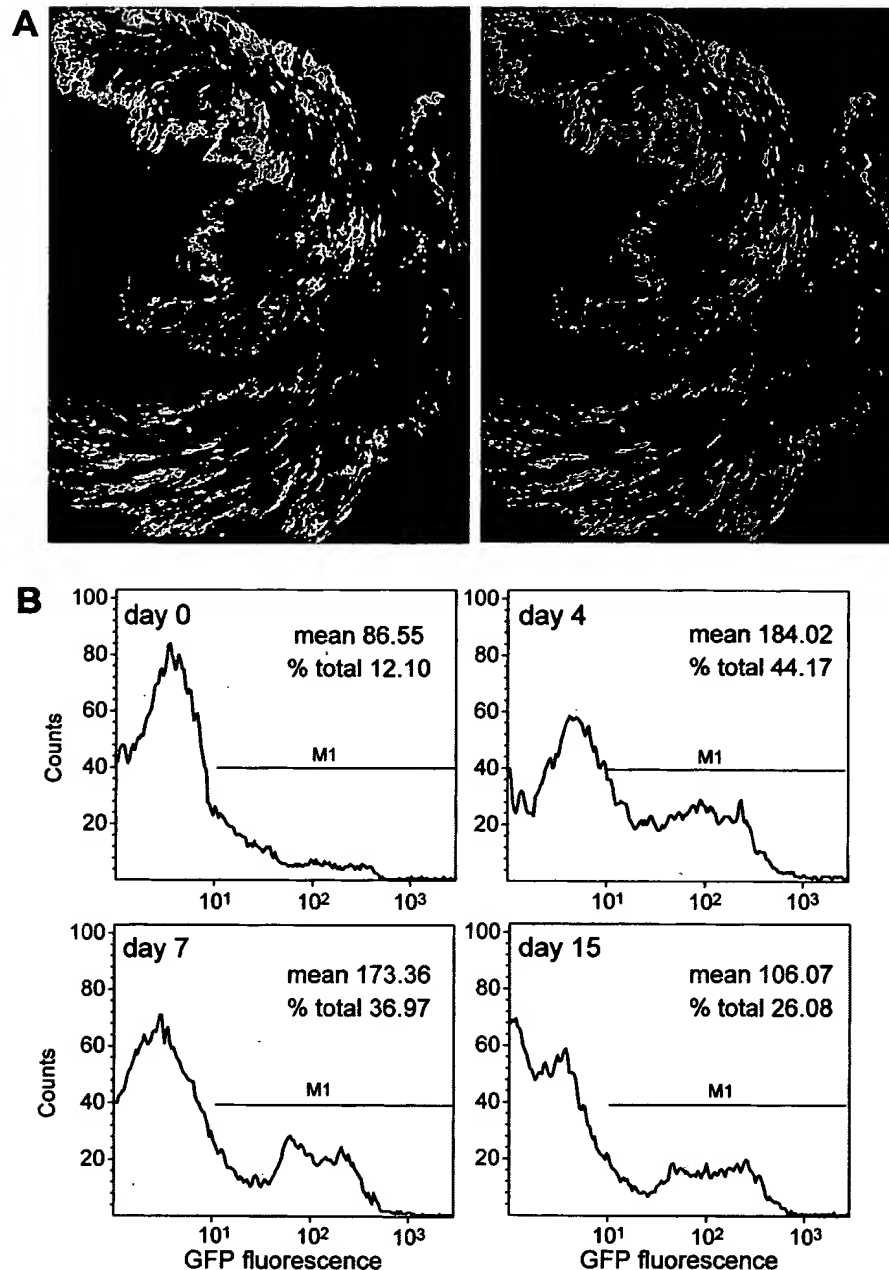 A
B
day 0
mean 86.55
% total 12.10
M1
Counts
100
80
60
40
20
10¹
10²
10³
day 4
mean 184.02
% total 44.17
M1
100
80
60
40
20
10¹
10²
10³
day 7
mean 173.36
% total 36.97
M1
Counts
100
80
60
40
20
10¹
10²
10³
GFP fluorescence
day 15
mean 106.07
% total 26.08
M1
100
80
60
40
20
10¹
10²
10³
GFP fluorescence